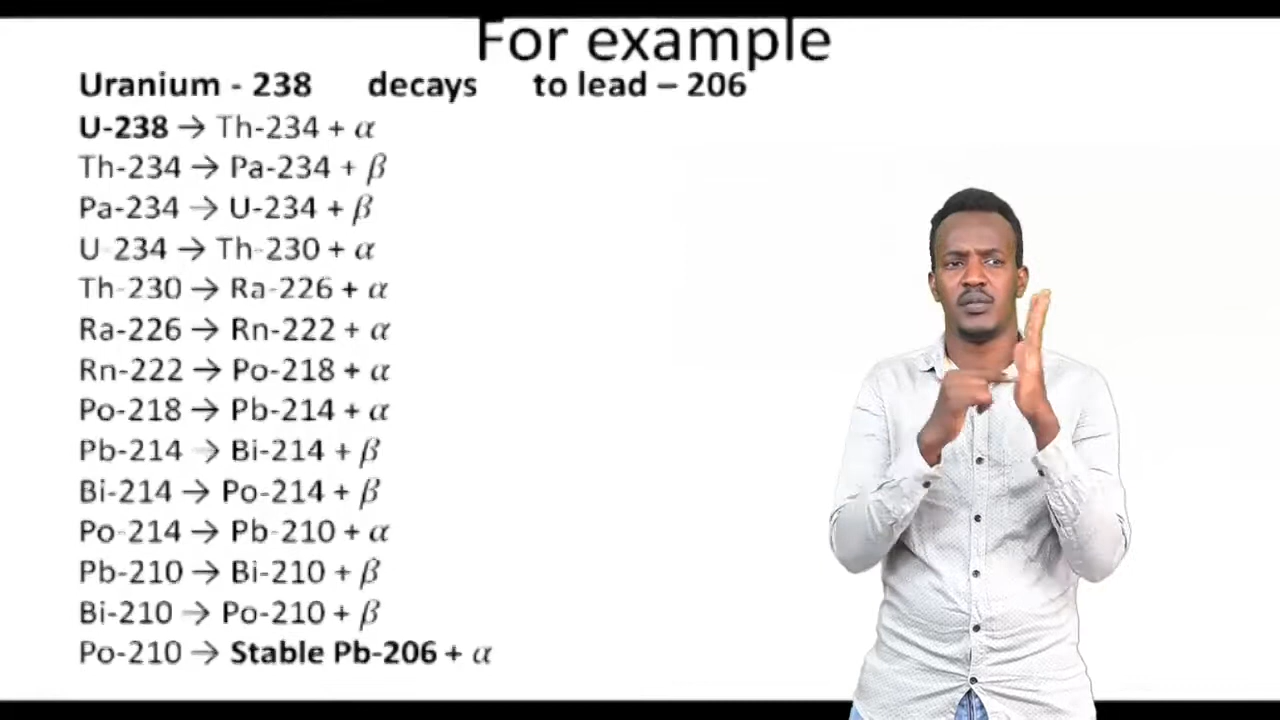 For example
Uranium - 238 decays to lead – 206
U-238 → Th-234 + α
Th-234 → Pa-234 + β
Pa-234 → U-234 + β
U-234 → Th-230 + α
Th-230 → Ra-226 + α
Ra-226 → Rn-222 + α
Rn-222 → Po-218 + α
Po-218 → Pb-214 + α
Pb-214 → Bi-214 + β
Bi-214 → Po-214 + β
Po-214 → Pb-210 + α
Pb-210 → Bi-210 + β
Bi-210 → Po-210 + β
Po-210 → Stable Pb-206 + α